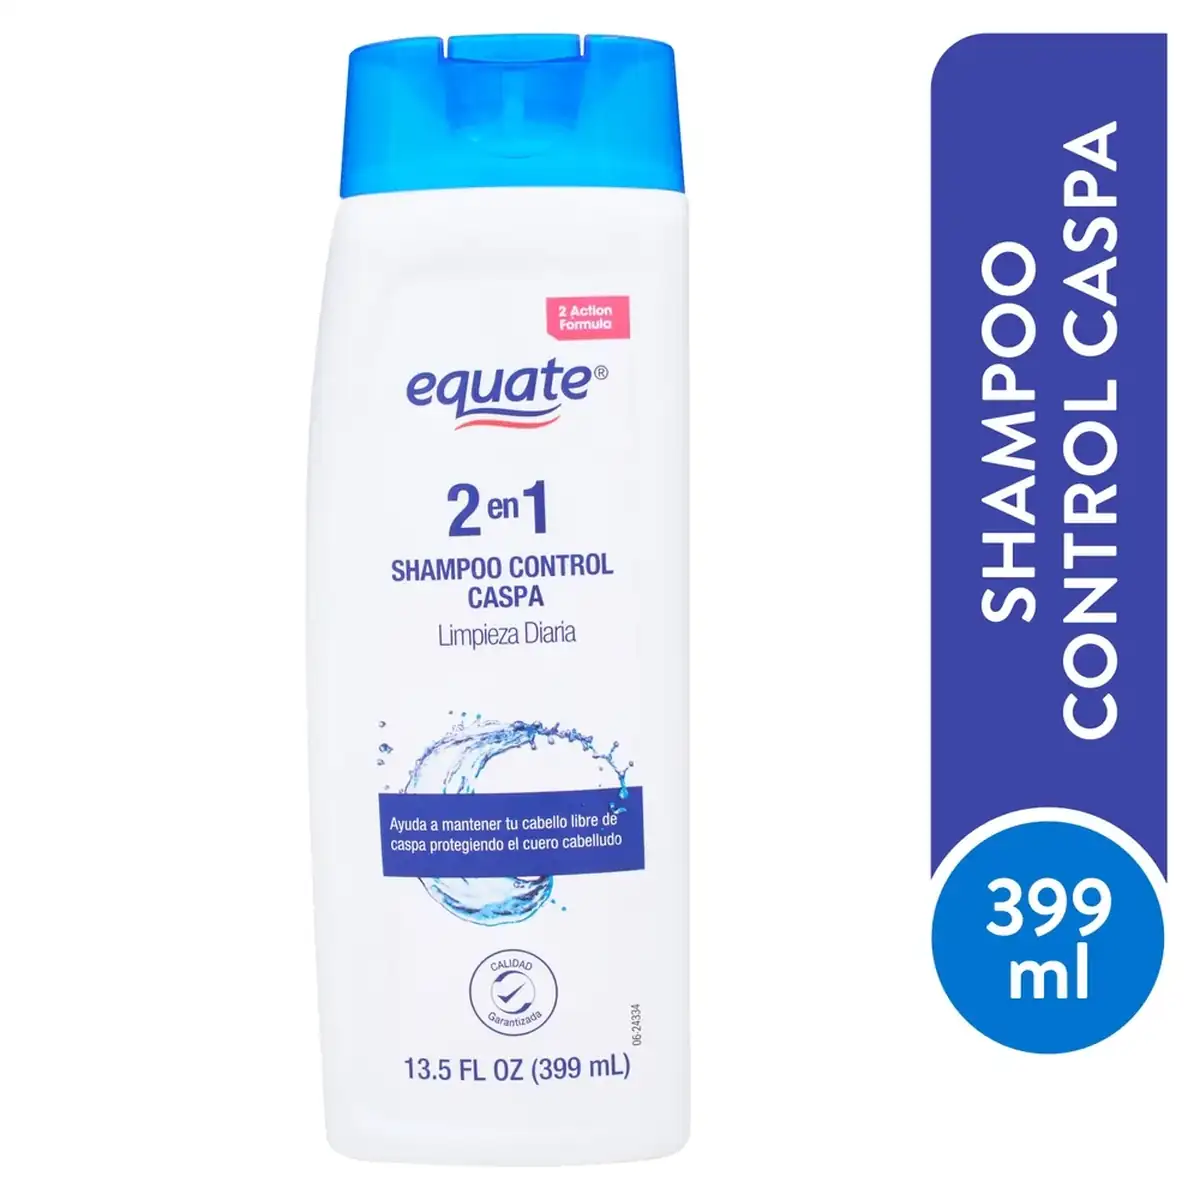 2 Action
Formula
equate®
2 en 1
SHAMPOO CONTROL
CASPA
Limpieza Diaria
Ayuda a mantener tu cabello libre de
caspa protegiendo el cuero cabelludo
CALIDAD
Garantizada
06-24334
13.5 FL OZ (399 mL)
SHAMPOO
CONTROL CASPA
399
ml